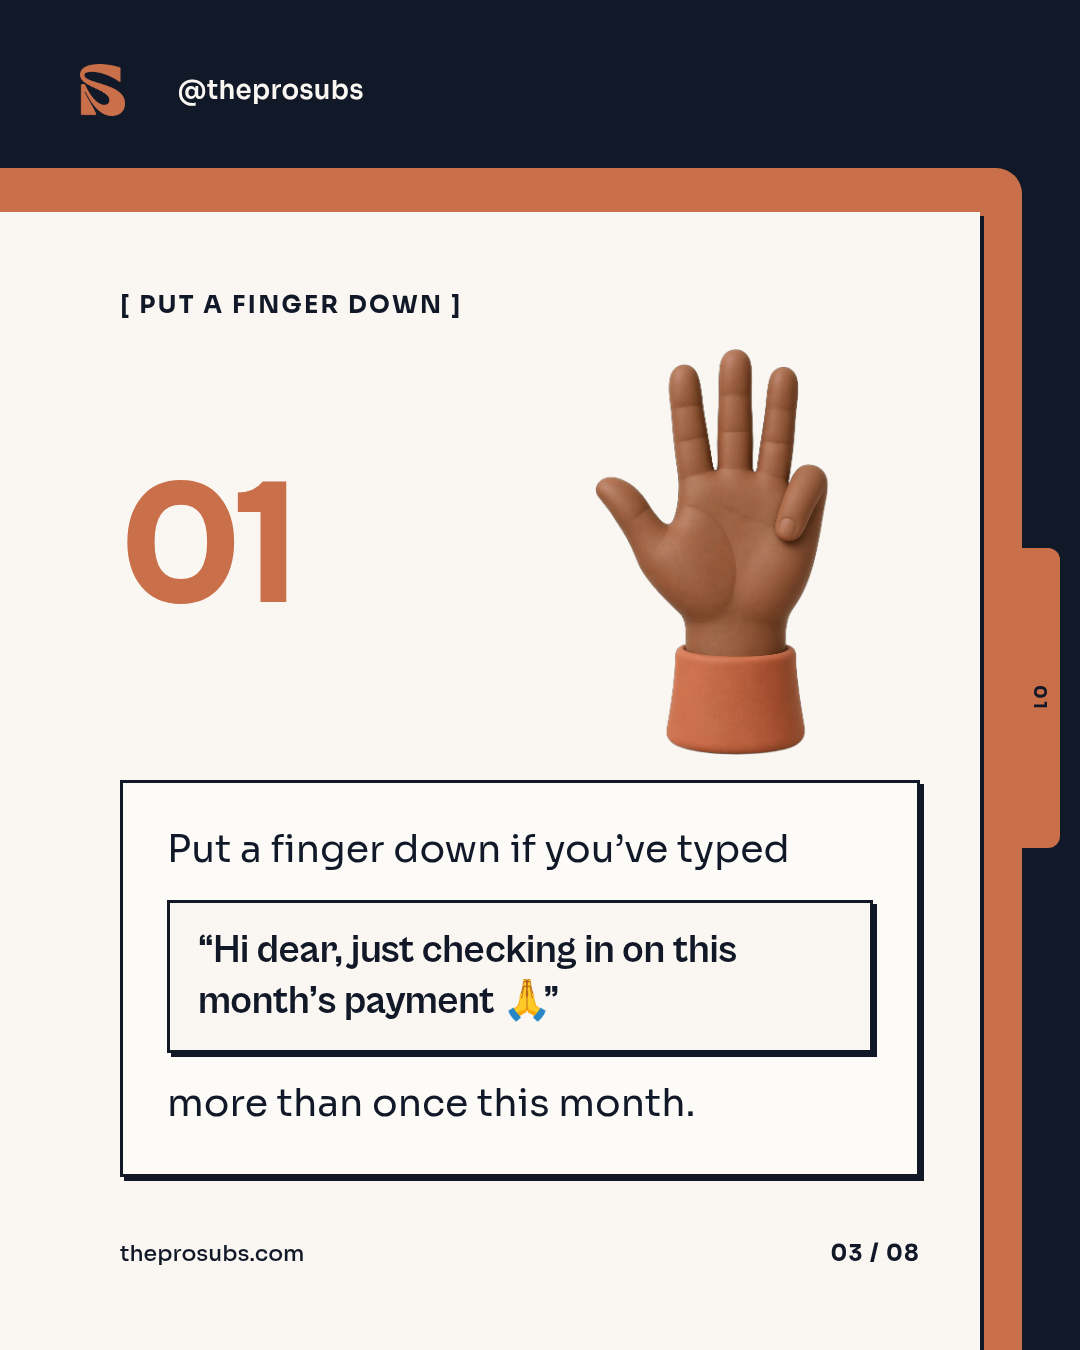 @theprosubs
[ PUT A FINGER DOWN ]
01
01
Put a finger down if you’ve typed
“Hi dear, just checking in on this
month’s payment 🙏”
more than once this month.
theprosubs.com
03 / 08